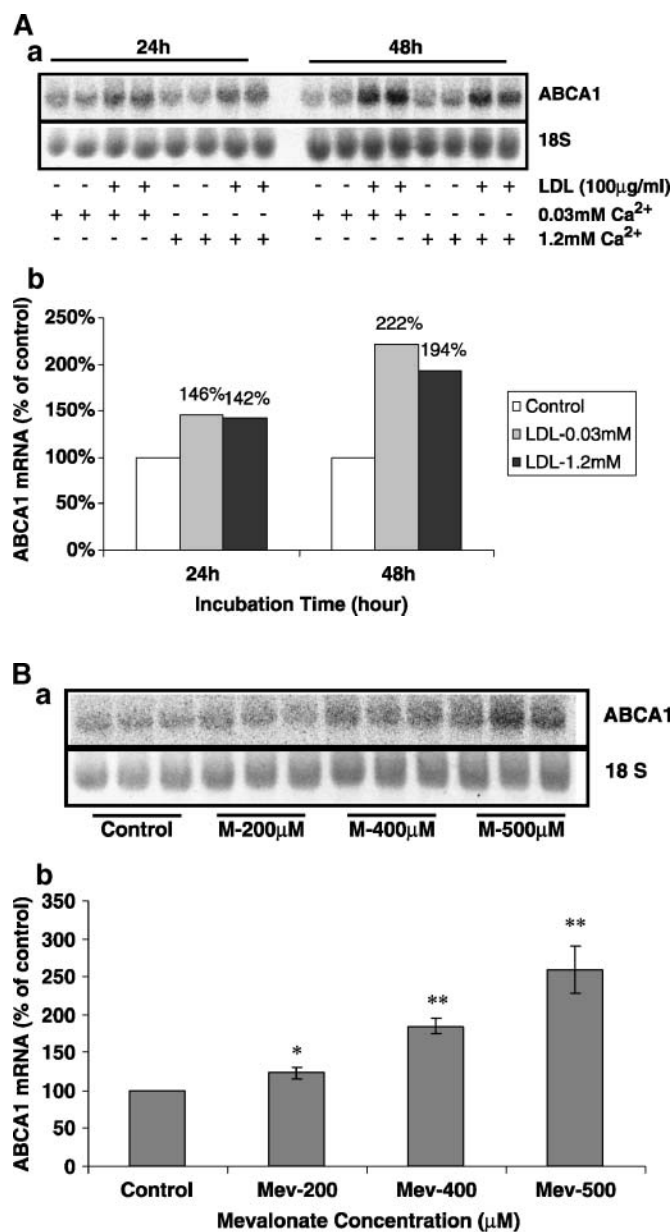 A
a
24h
48h
ABCA1
18S
- - + + - - + + - - + + - - + + LDL (100µg/ml)
+ + + + - - - - + + + + - - - - 0.03mM Ca2+
- - - - + + + + - - - - + + + + 1.2mM Ca2+
b
250%
200%
150%
100%
50%
0%
ABCA1 mRNA (% of control)
146%
142%
222%
194%
Control
LDL-0.03mM
LDL-1.2mM
24h
48h
Incubation Time (hour)
B
a
ABCA1
18 S
Control
M-200µM
M-400µM
M-500µM
b
350
300
250
200
150
100
50
0
ABCA1 mRNA (% of control)
*
**
**
Control
Mev-200
Mev-400
Mev-500
Mevalonate Concentration (µM)